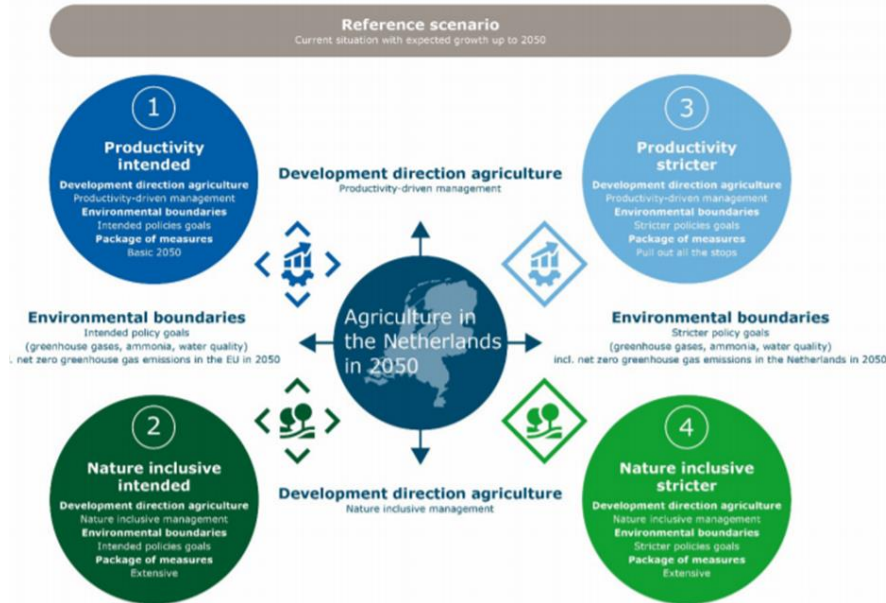 Reference scenario
Current situation with expected growth up to 2050
1
Productivity
intended
Development direction agriculture
Productivity-driven management
Environmental boundaries
Intended policies goals
Package of measures
Basic 2050
Development direction agriculture
Productivity-driven management
3
Productivity
stricter
Development direction agriculture
Productivity-driven management
Environmental boundaries
Stricter policies goals
Package of measures
Pull out all the stops
Environmental boundaries
Intended policy goals
(greenhouse gases, ammonia, water quality)
. net zero greenhouse gas emissions in the EU in 2050
Agriculture in
the Netherlands
in 2050
Environmental boundaries
Stricter policy goals
(greenhouse gases, ammonia, water quality)
incl. net zero greenhouse gas emissions in the Netherlands in 2050
2
Nature inclusive
intended
Development direction agriculture
Nature inclusive management
Environmental boundaries
Intended policies goals
Package of measures
Extensive
Development direction agriculture
Nature inclusive management
4
Nature inclusive
stricter
Development direction agriculture
Nature inclusive management
Environmental boundaries
Stricter policies goals
Package of measures
Extensive